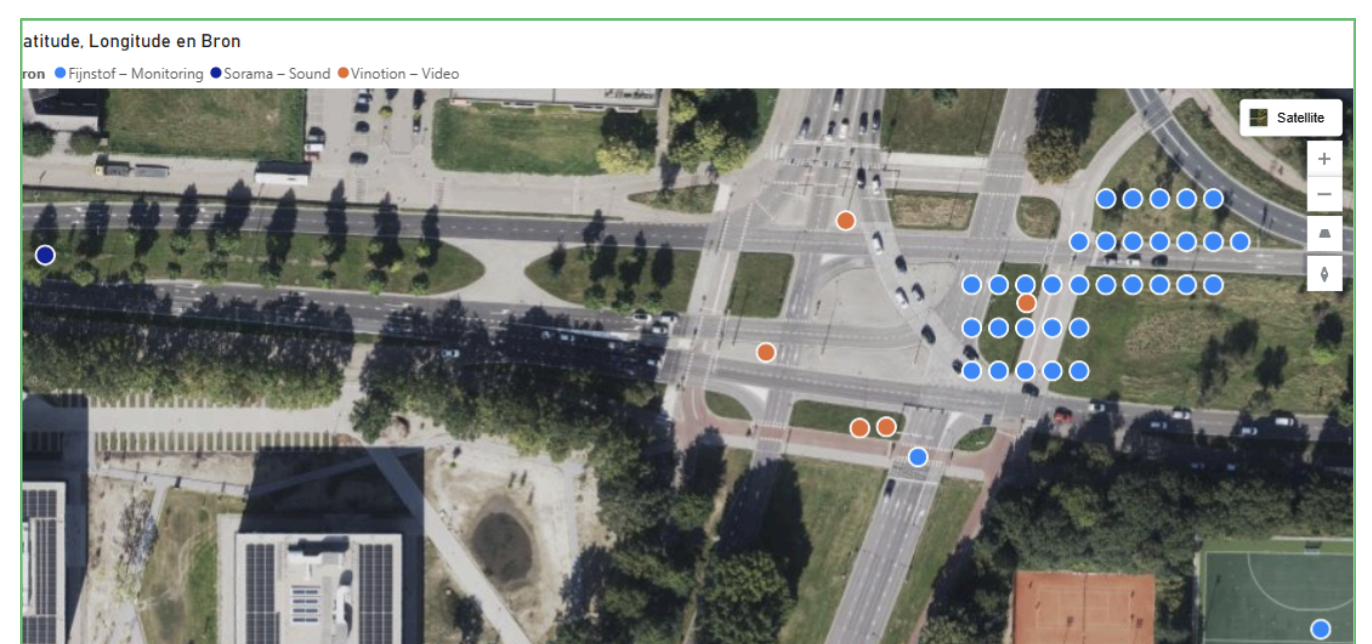 atitude, Longitude en Bron
ron Fijnstof – Monitoring Sorama – Sound Vinotion – Video
Satellite